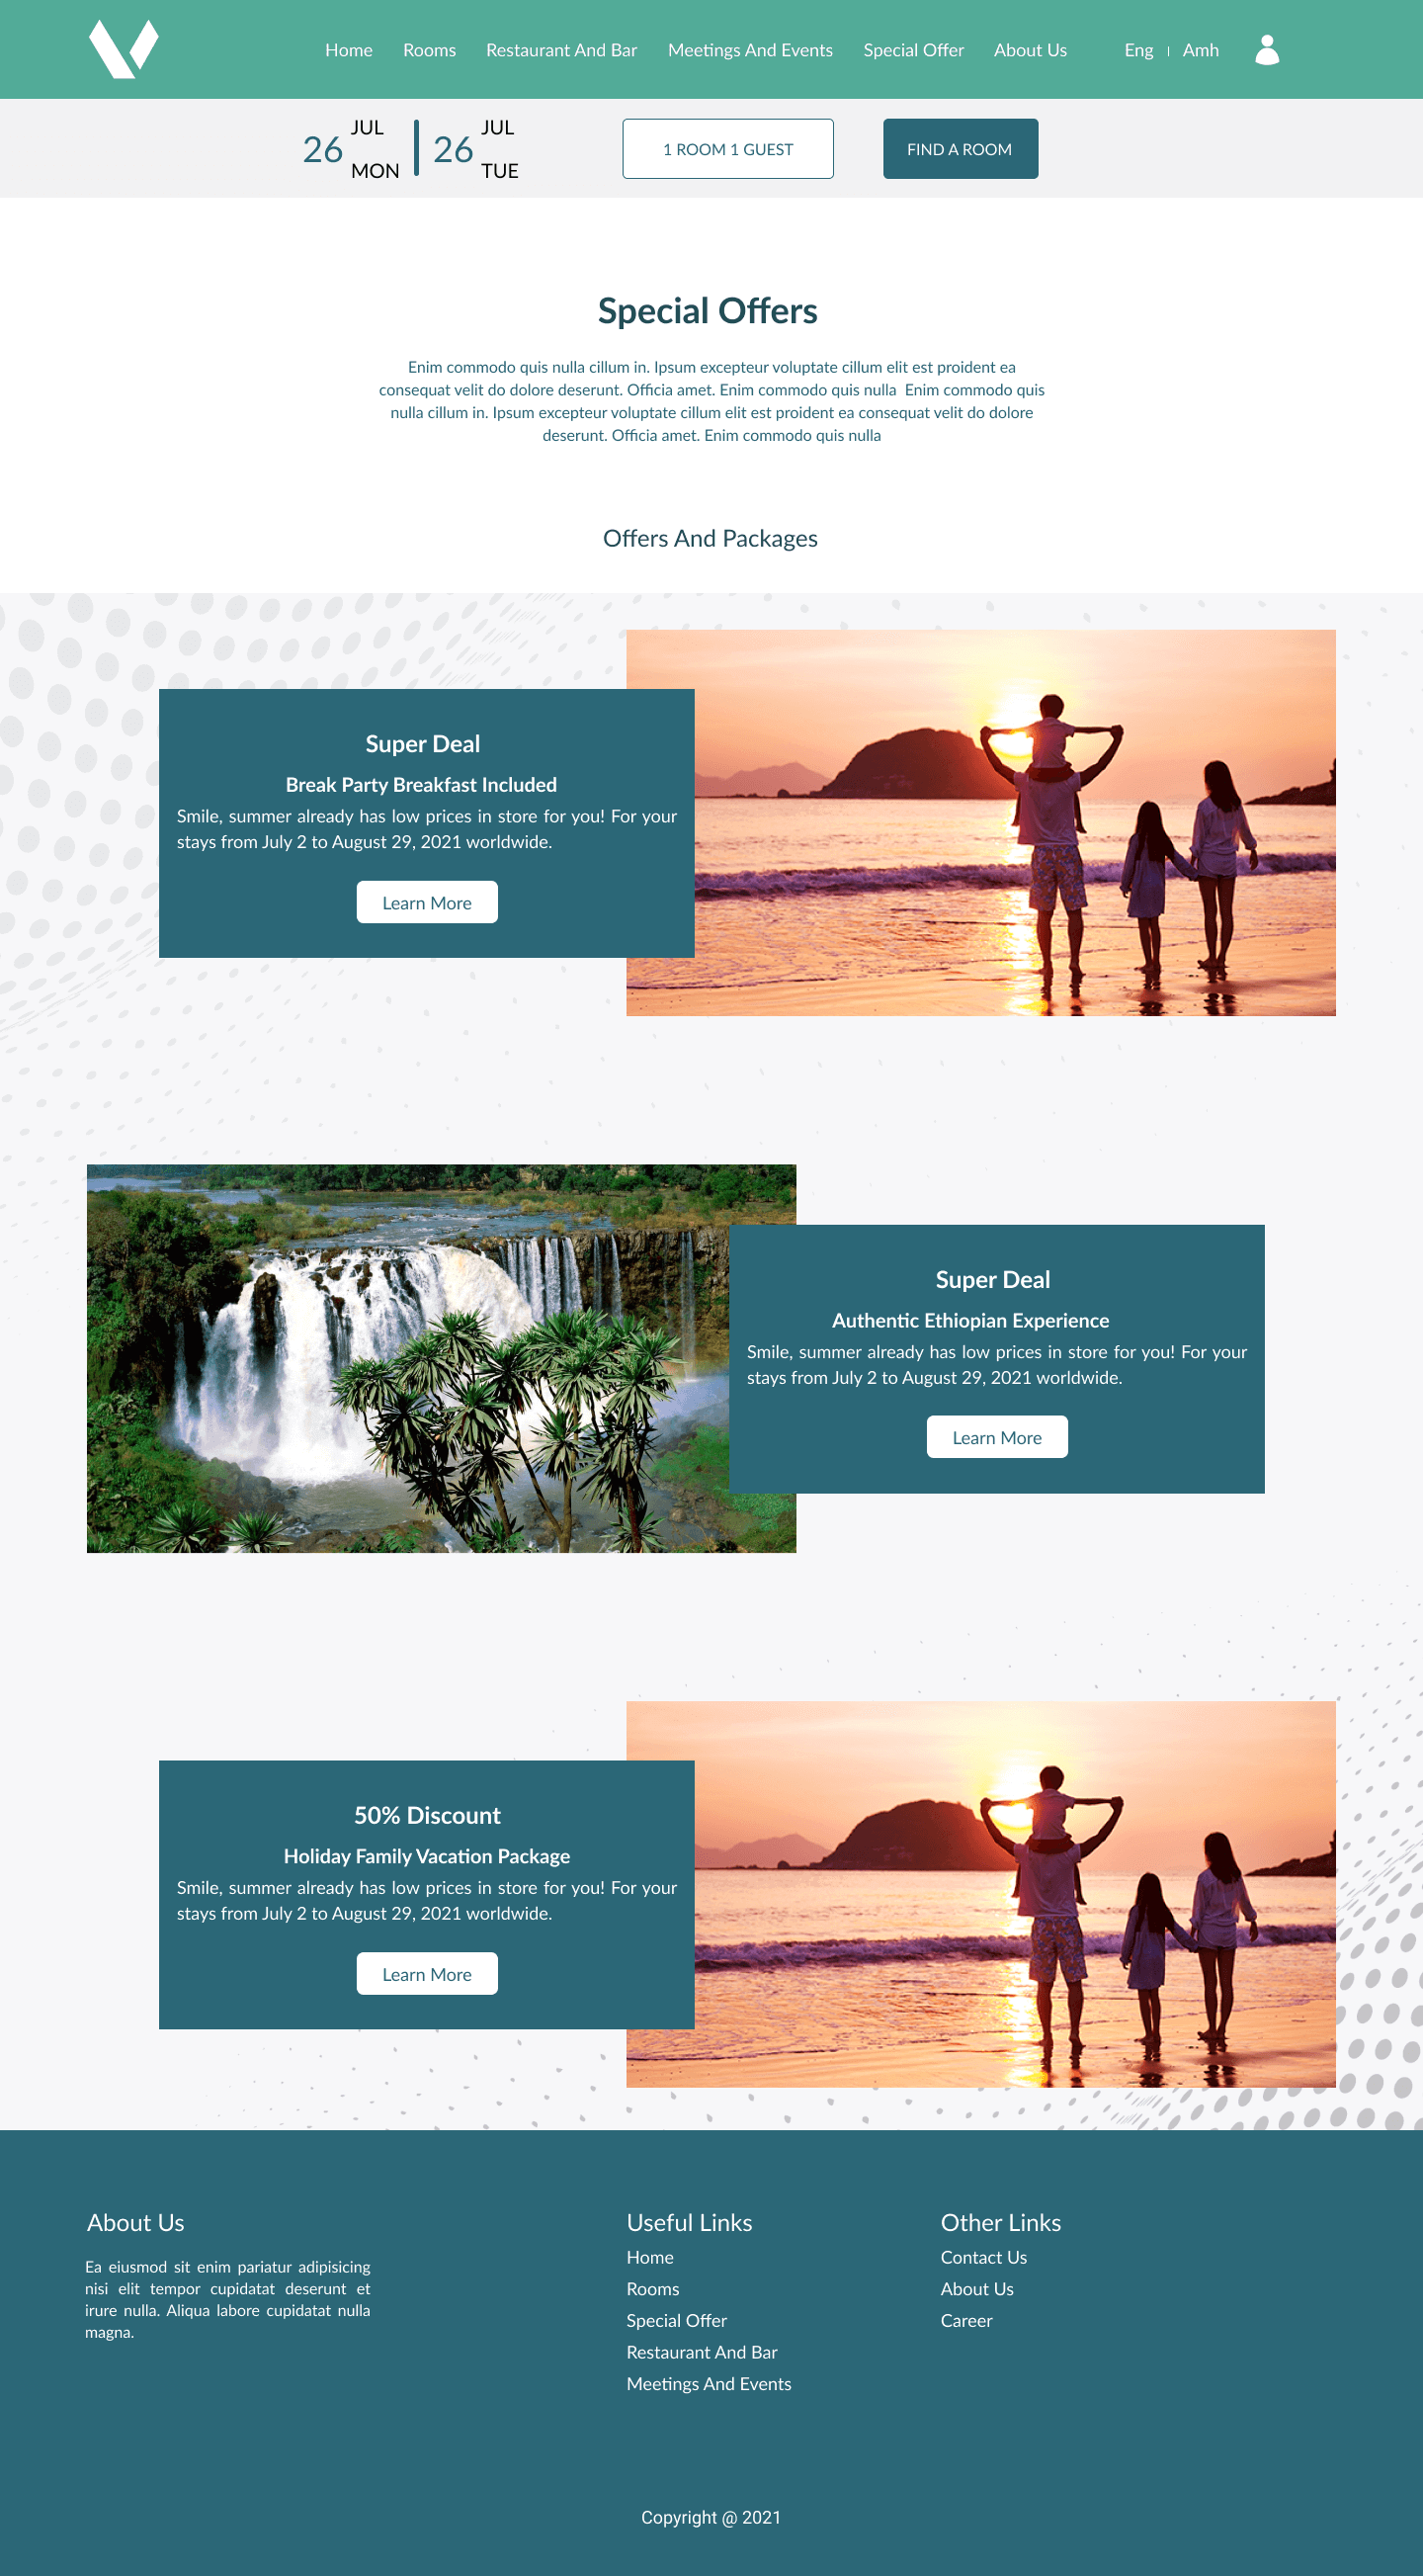 Home Rooms Restaurant And Bar Meetings And Events Special Offer About Us Eng Amh
26 JUL MON 26 JUL TUE 1 ROOM 1 GUEST FIND A ROOM
Special Offers
Enim commodo quis nulla cillum in. Ipsum excepteur voluptate cillum elit est proident ea
consequat velit do dolore deserunt. Officia amet. Enim commodo quis nulla Enim commodo quis
nulla cillum in. Ipsum excepteur voluptate cillum elit est proident ea consequat velit do dolore
deserunt. Officia amet. Enim commodo quis nulla
Offers And Packages
Super Deal
Break Party Breakfast Included
Smile, summer already has low prices in store for you! For your
stays from July 2 to August 29, 2021 worldwide.
Learn More
Super Deal
Authentic Ethiopian Experience
Smile, summer already has low prices in store for you! For your
stays from July 2 to August 29, 2021 worldwide.
Learn More
50% Discount
Holiday Family Vacation Package
Smile, summer already has low prices in store for you! For your
stays from July 2 to August 29, 2021 worldwide.
Learn More
About Us
Ea eiusmod sit enim pariatur adipisicing
nisi elit tempor cupidatat deserunt et
irure nulla. Aliqua labore cupidatat nulla
magna.
Useful Links
Home
Rooms
Special Offer
Restaurant And Bar
Meetings And Events
Other Links
Contact Us
About Us
Career
Copyright @ 2021